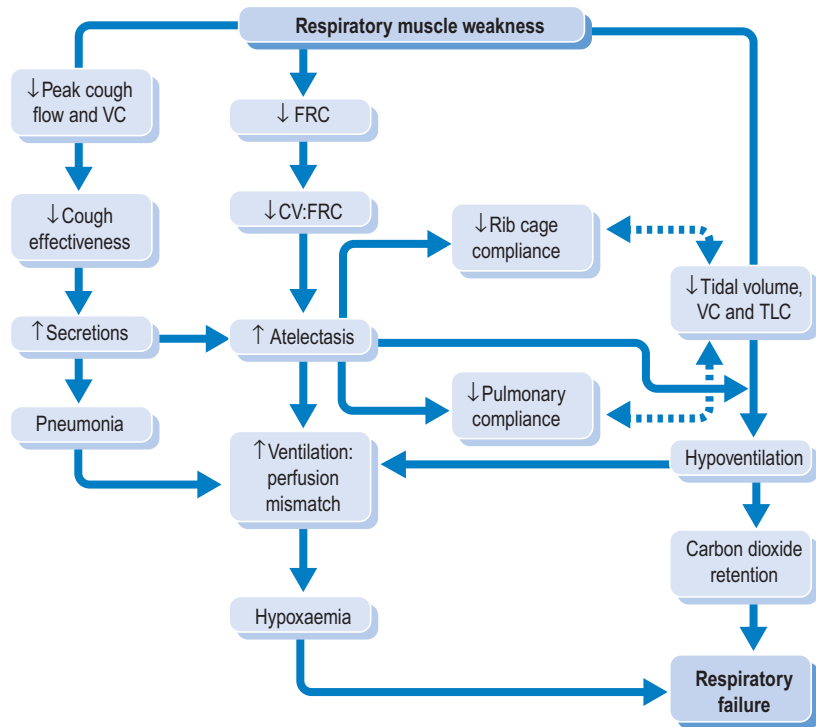 Respiratory muscle weakness
↓Peak cough
flow and VC
↓ FRC
↓Cough
effectiveness
↓CV:FRC
↓Rib cage
compliance
↓Tidal volume,
VC and TLC
↑Secretions
↑ Atelectasis
↓Pulmonary
compliance
Pneumonia
↑Ventilation:
perfusion
mismatch
Hypoventilation
Carbon dioxide
retention
Hypoxaemia
Respiratory
failure